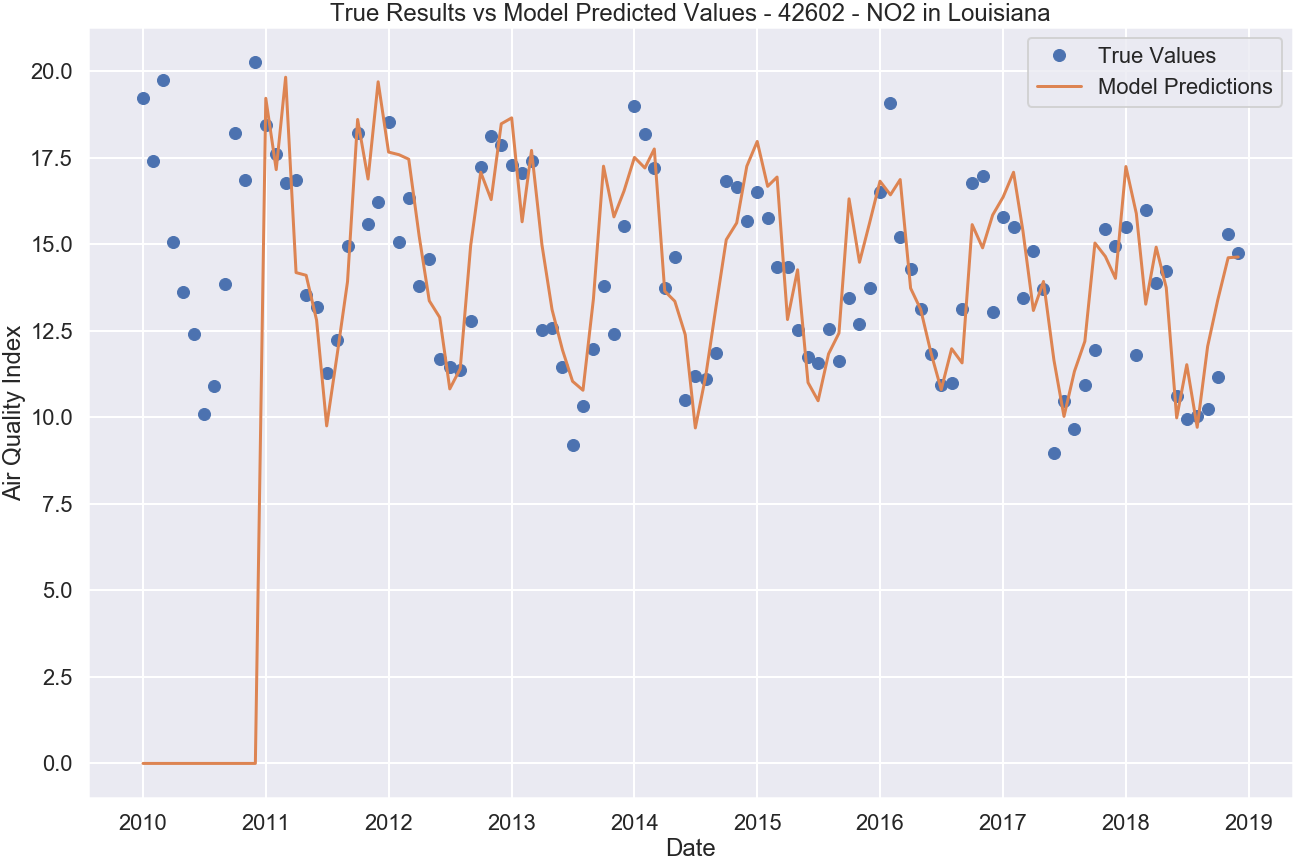 True Results vs Model Predicted Values - 42602 - NO2 in Louisiana
True Values
Model Predictions
20.0
17.5
15.0
12.5
10.0
7.5
5.0
2.5
0.0
Air Quality Index
2010 2011 2012 2013 2014 2015 2016 2017 2018 2019
Date